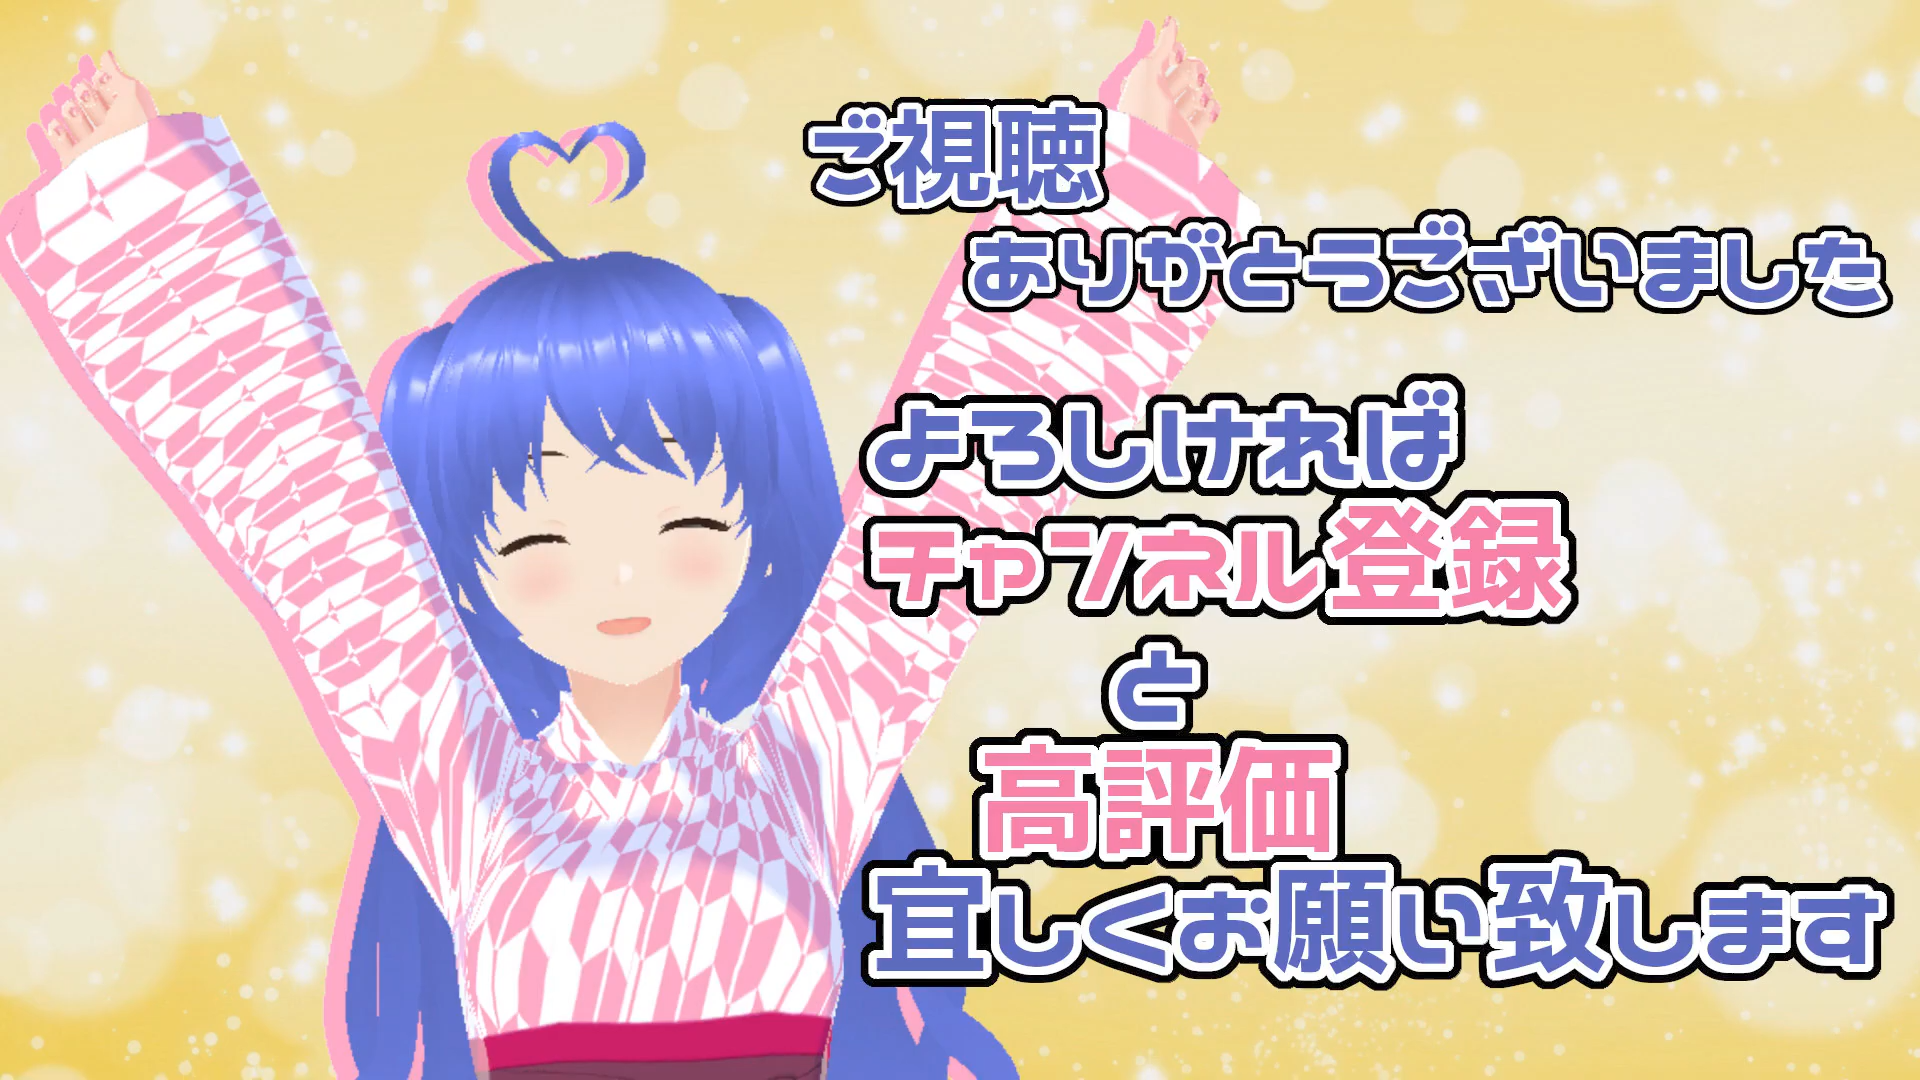 ご視聴
ありがとうございました
よろしければ
チャンネル登録
と
高評価
宜しくお願い致します